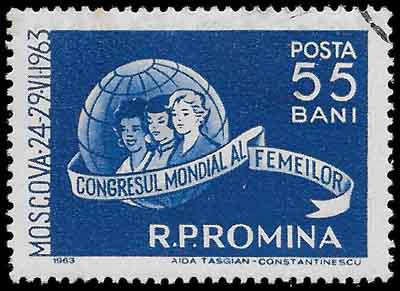 MOSCOVA·24-29·VI·1963
POSTA
55
BANI
CONGRESUL MONDIAL AL FEMEILOR
R.P.ROMINA
1963
AIDA TASGIAN-CONSTANTINESCU